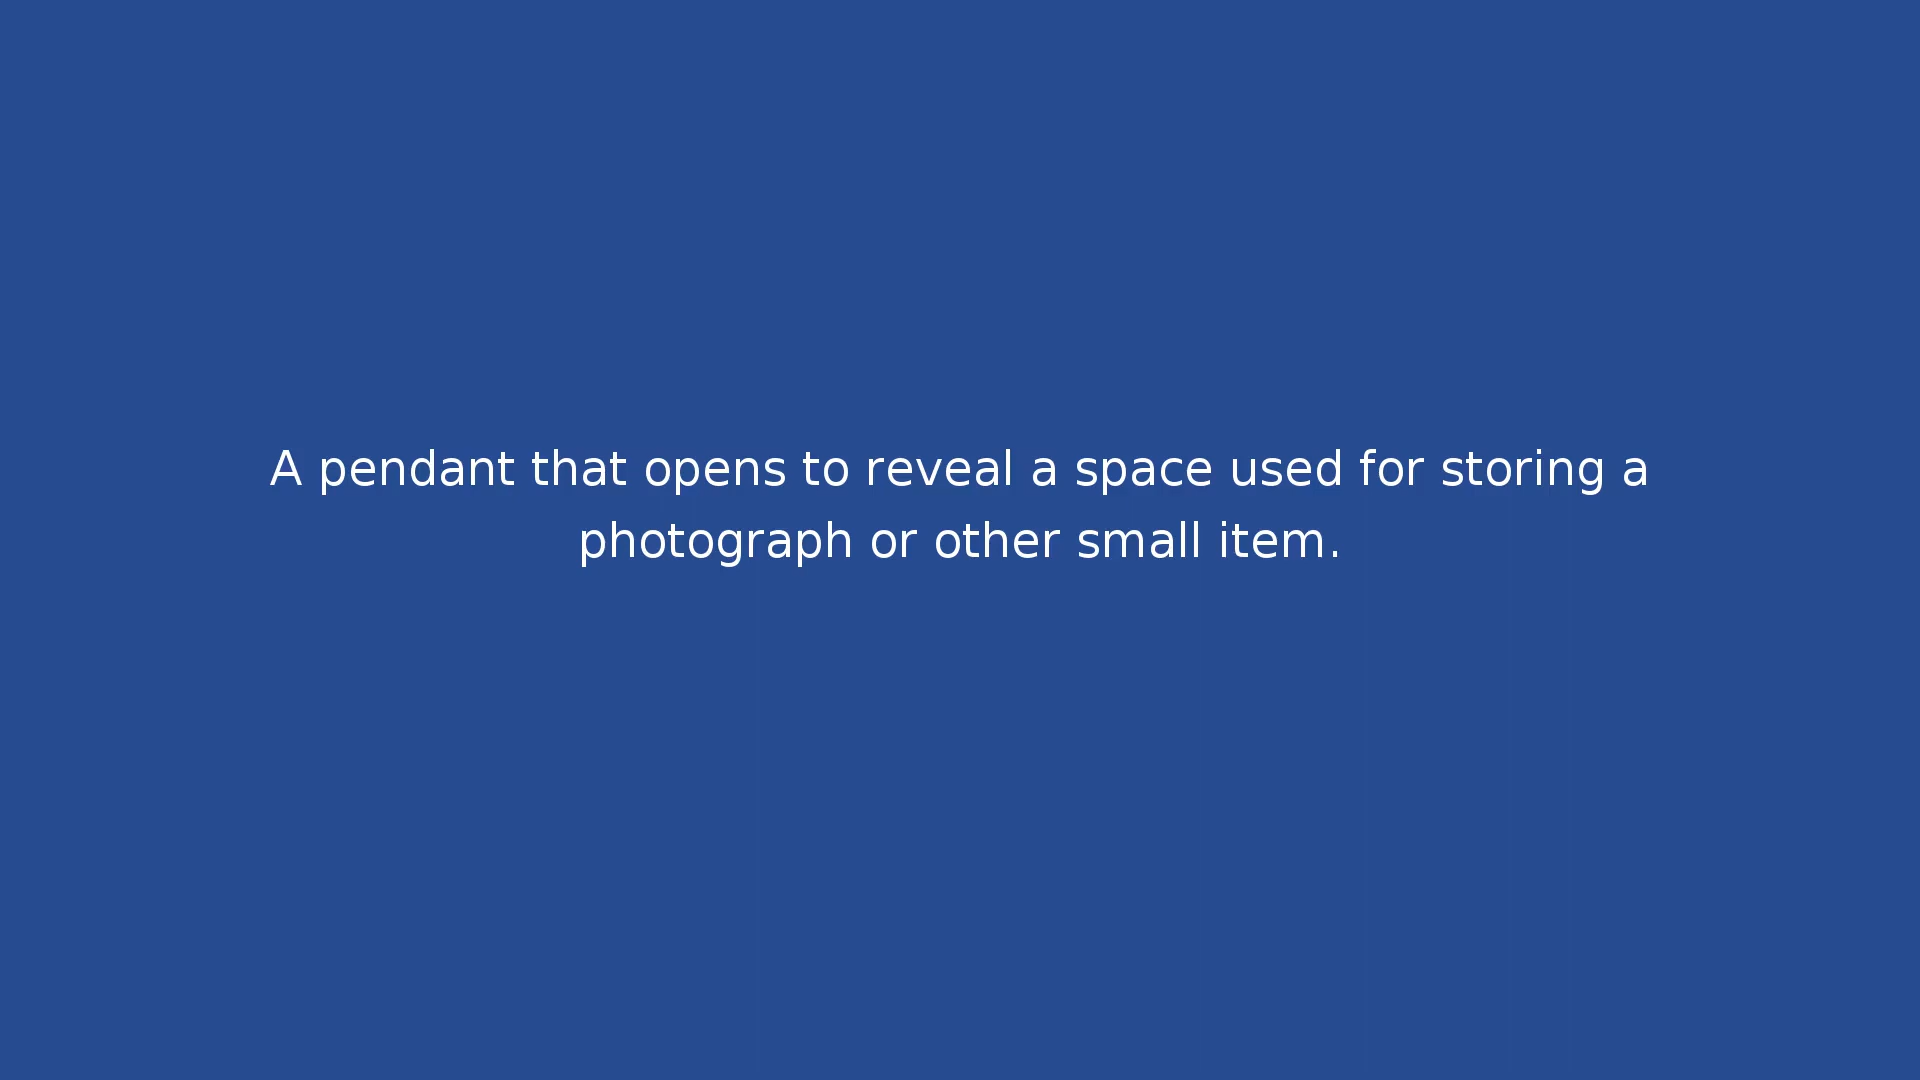 A pendant that opens to reveal a space used for storing a
photograph or other small item.